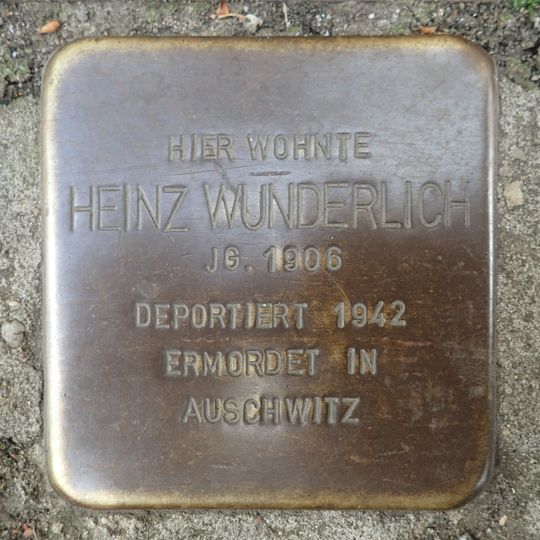 HIER WOHNTE
HEINZ WUNDERLICH
JG. 1906
DEPORTIERT 1942
ERMORDET IN
AUSCHWITZ